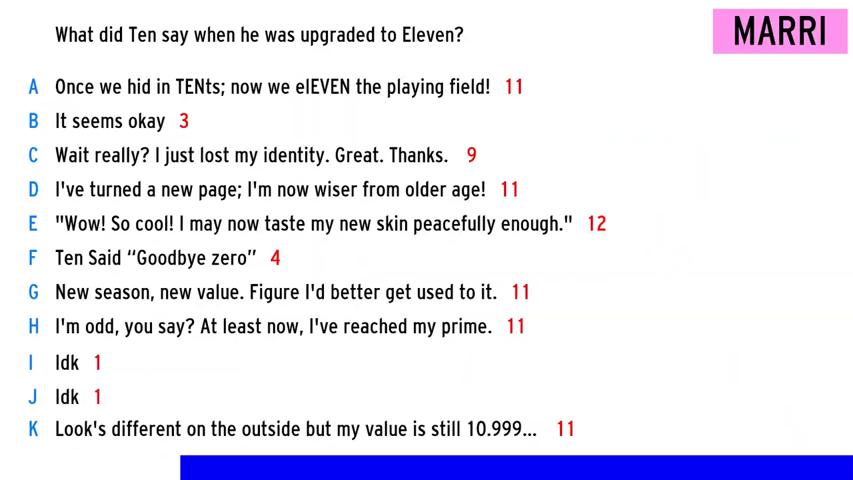 What did Ten say when he was upgraded to Eleven?
MARRI
A Once we hid in TENts; now we elEVEN the playing field! 11
B It seems okay 3
C Wait really? I just lost my identity. Great. Thanks. 9
D I've turned a new page; I'm now wiser from older age! 11
E "Wow! So cool! I may now taste my new skin peacefully enough." 12
F Ten Said “Goodbye zero” 4
G New season, new value. Figure I'd better get used to it. 11
H I'm odd, you say? At least now, I've reached my prime. 11
I Idk 1
J Idk 1
K Look's different on the outside but my value is still 10.999... 11